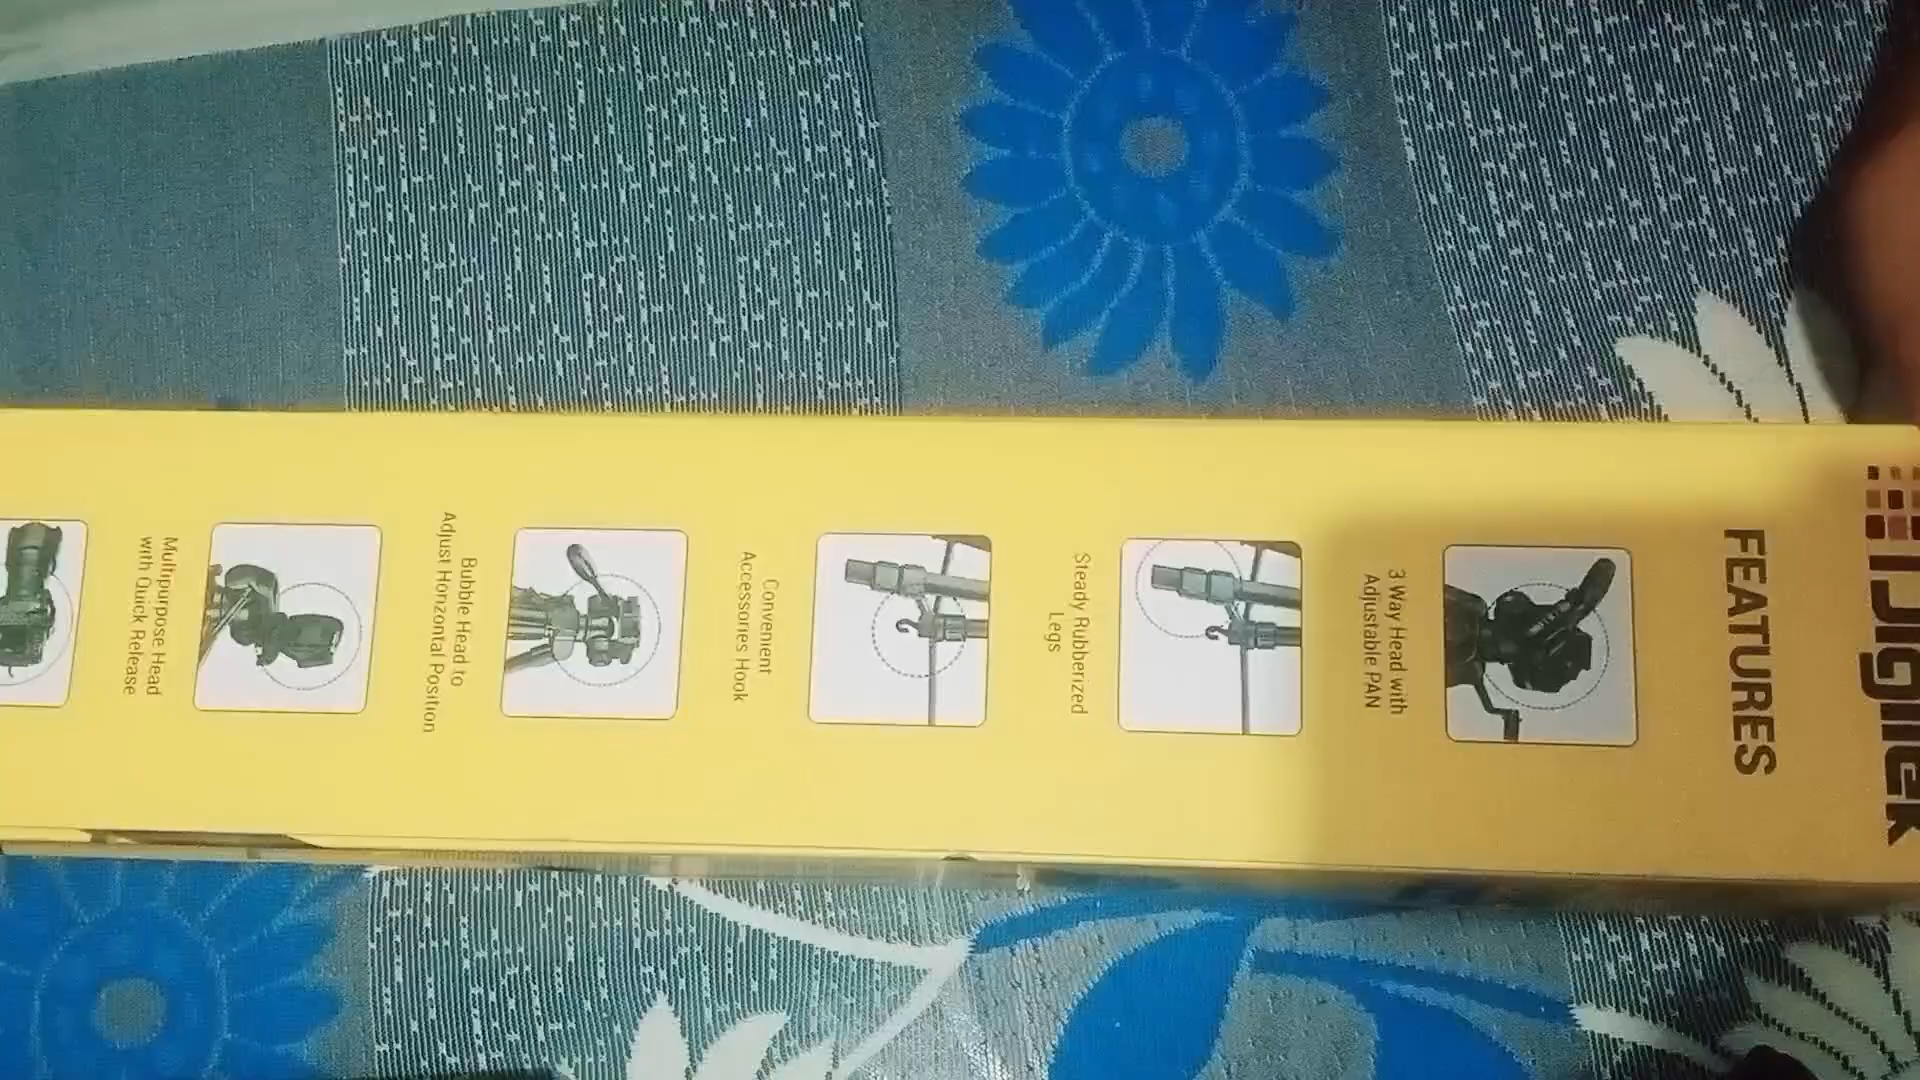 Digitek
FEATURES
3 Way Head with
Adjustable PAN
Steady Rubberized
Legs
Convenient
Accessories Hook
Bubble Head to
Adjust Horizontal Position
Multipurpose Head
with Quick Release